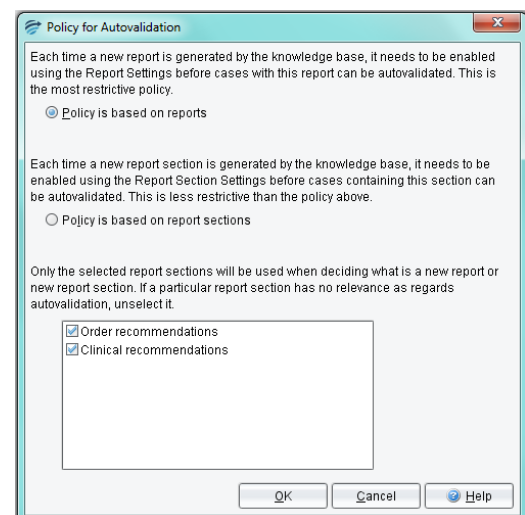 Policy for Autovalidation
Each time a new report is generated by the knowledge base, it needs to be enabled
using the Report Settings before cases with this report can be autovalidated. This is
the most restrictive policy.
Policy is based on reports
Each time a new report section is generated by the knowledge base, it needs to be
enabled using the Report Section Settings before cases containing this section can
be autovalidated. This is less restrictive than the policy above.
Policy is based on report sections
Only the selected report sections will be used when deciding what is a new report or
new report section. If a particular report section has no relevance as regards
autovalidation, unselect it.
Order recommendations
Clinical recommendations
OK Cancel Help